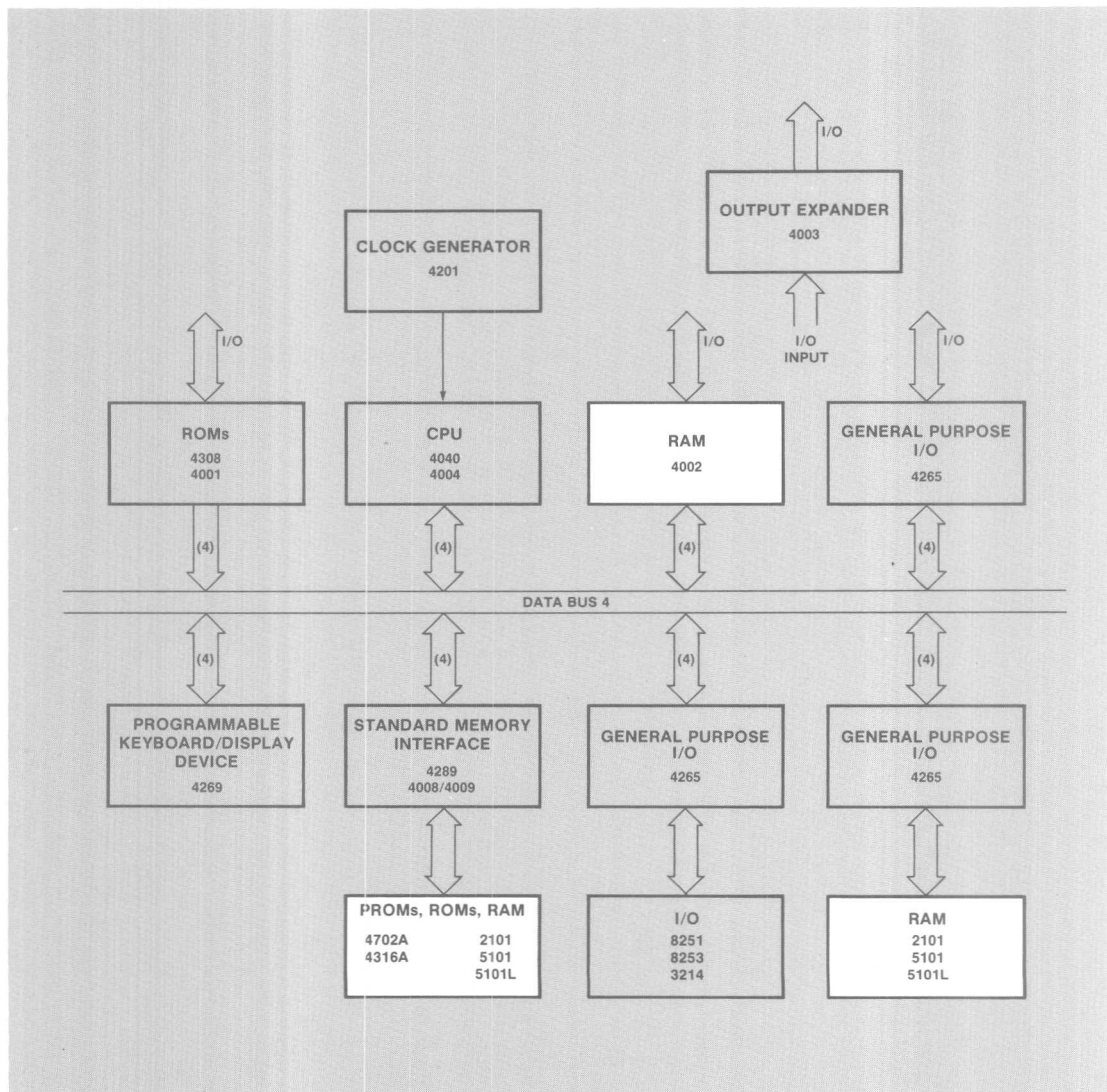 I/O
OUTPUT EXPANDER
4003
CLOCK GENERATOR
4201
I/O
I/O
I/O
INPUT
I/O
ROMs
4308
4001
CPU
4040
4004
RAM
4002
GENERAL PURPOSE
I/O
4265
(4)
(4)
(4)
(4)
DATA BUS 4
(4)
(4)
(4)
(4)
PROGRAMMABLE
KEYBOARD/DISPLAY
DEVICE
4269
STANDARD MEMORY
INTERFACE
4289
4008/4009
GENERAL PURPOSE
I/O
4265
GENERAL PURPOSE
I/O
4265
PROMs, ROMs, RAM
4702A 2101
4316A 5101
5101L
I/O
8251
8253
3214
RAM
2101
5101
5101L